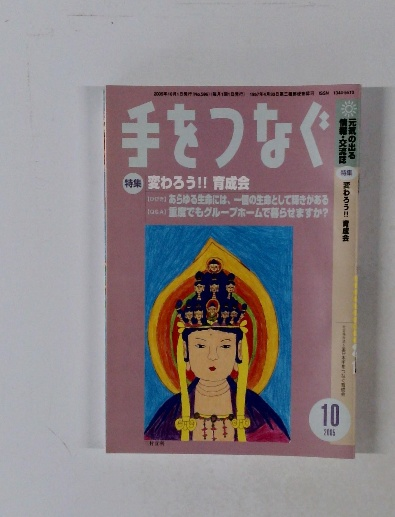 手をつなぐ
元気の出る
情報・交流誌
特集 変わろう!! 育成会
あらゆる生命には、一個の生命として輝きがある
[Q&A] 重度でもグループホームで暮らせますか?
特集
変わろう!! 育成会
10
2005